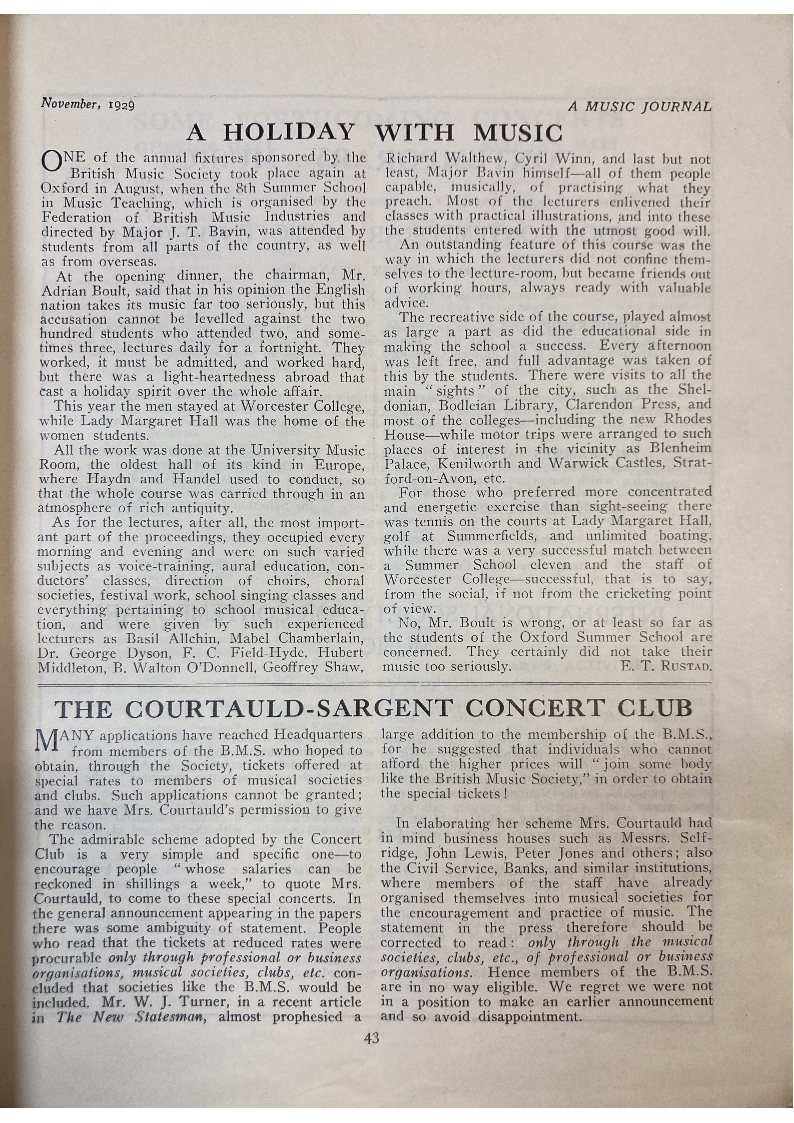 November, 1929
A MUSIC JOURNAL
A HOLIDAY WITH MUSIC
ONE of the annual fixtures sponsored by the
British Music Society took place again at
Oxford in August, when the 8th Summer School
in Music Teaching, which is organised by the
Federation of British Music Industries and
directed by Major J. T. Bavin, was attended by
students from all parts of the country, as well
as from overseas.
At the opening dinner, the chairman, Mr.
Adrian Boult, said that in his opinion the English
nation takes its music far too seriously, but this
accusation cannot be levelled against the two
hundred students who attended two, and some-
times three, lectures daily for a fortnight. They
worked, it must be admitted, and worked hard,
but there was a light-heartedness abroad that
cast a holiday spirit over the whole affair.
This year the men stayed at Worcester College,
while Lady Margaret Hall was the home of the
women students.
All the work was done at the University Music
Room, the oldest hall of its kind in Europe,
where Haydn and Handel used to conduct, so
that the whole course was carried through in an
atmosphere of rich antiquity.
As for the lectures, after all, the most import-
ant part of the proceedings, they occupied every
morning and evening and were on such varied
subjects as voice-training, aural education, con-
ductors' classes, direction of choirs, choral
societies, festival work, school singing classes and
everything pertaining to school musical educa-
tion, and were given by such experienced
lecturers as Basil Allchin, Mabel Chamberlain,
Dr. George Dyson, F. C. Field-Hyde, Hubert
Middleton, B. Walton O'Donnell, Geoffrey Shaw,
Richard Walthew, Cyril Winn, and last but not
least, Major Bavin himself—all of them people
capable, musically, of practising what they
preach. Most of the lecturers enlivened their
classes with practical illustrations, and into these
the students entered with the utmost good will.
An outstanding feature of this course was the
way in which the lecturers did not confine them-
selves to the lecture-room, but became friends out
of working hours, always ready with valuable
advice.
The recreative side of the course, played almost
as large a part as did the educational side in
making the school a success. Every afternoon
was left free, and full advantage was taken of
this by the students. There were visits to all the
main "sights" of the city, such as the Shel-
donian, Bodleian Library, Clarendon Press, and
most of the colleges—including the new Rhodes
House—while motor trips were arranged to such
places of interest in the vicinity as Blenheim
Palace, Kenilworth and Warwick Castles, Strat-
ford-on-Avon, etc.
For those who preferred more concentrated
and energetic exercise than sight-seeing there
was tennis on the courts at Lady Margaret Hall,
golf at Summerfields, and unlimited boating,
while there was a very successful match between
a Summer School eleven and the staff of
Worcester College—successful, that is to say,
from the social, if not from the cricketing point
of view.
No, Mr. Boult is wrong, or at least so far as
the students of the Oxford Summer School are
concerned. They certainly did not take their
music too seriously. E. T. RUSTAD.
THE COURTAULD-SARGENT CONCERT CLUB
MANY applications have reached Headquarters
from members of the B.M.S. who hoped to
obtain, through the Society, tickets offered at
special rates to members of musical societies
and clubs. Such applications cannot be granted;
and we have Mrs. Courtauld's permission to give
the reason.
The admirable scheme adopted by the Concert
Club is a very simple and specific one—to
encourage people "whose salaries can be
reckoned in shillings a week," to quote Mrs.
Courtauld, to come to these special concerts. In
the general announcement appearing in the papers
there was some ambiguity of statement. People
who read that the tickets at reduced rates were
procurable only through professional or business
organisations, musical societies, clubs, etc. con-
cluded that societies like the B.M.S. would be
included. Mr. W. J. Turner, in a recent article
in The New Statesman, almost prophesied a
large addition to the membership of the B.M.S.,
for he suggested that individuals who cannot
afford the higher prices will "join some body
like the British Music Society," in order to obtain
the special tickets!
In elaborating her scheme Mrs. Courtauld had
in mind business houses such as Messrs. Self-
ridge, John Lewis, Peter Jones and others; also
the Civil Service, Banks, and similar institutions,
where members of the staff have already
organised themselves into musical societies for
the encouragement and practice of music. The
statement in the press therefore should be
corrected to read: only through the musical
societies, clubs, etc., of professional or business
organisations. Hence members of the B.M.S.
are in no way eligible. We regret we were not
in a position to make an earlier announcement
and so avoid disappointment.
43